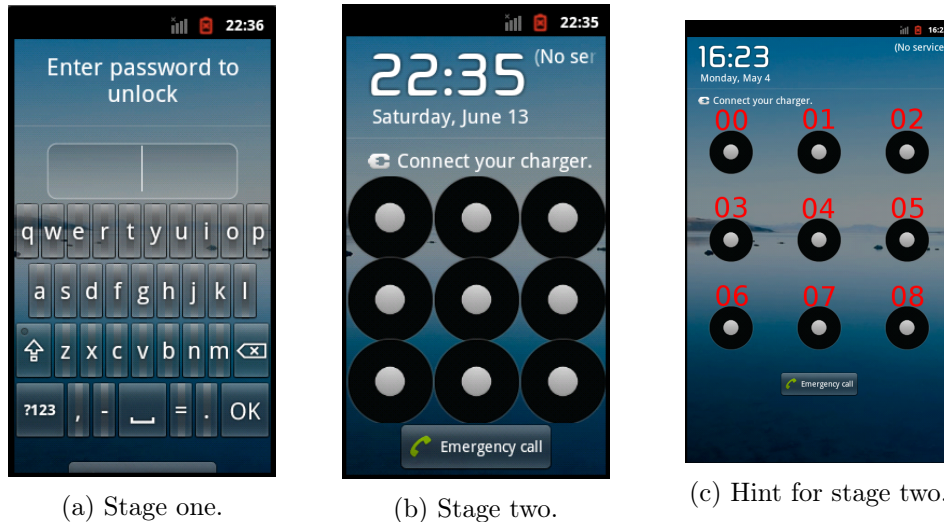 22:36
Enter password to
unlock
q w e r t y u i o p
a s d f g h j k l
z x c v b n m
?123 , - = . OK
(a) Stage one.
22:35
22:35 (No ser
Saturday, June 13
Connect your charger.
Emergency call
(b) Stage two.
16:2
16:23 (No service
Monday, May 4
Connect your charger.
00 01 02
03 04 05
06 07 08
Emergency call
(c) Hint for stage two.